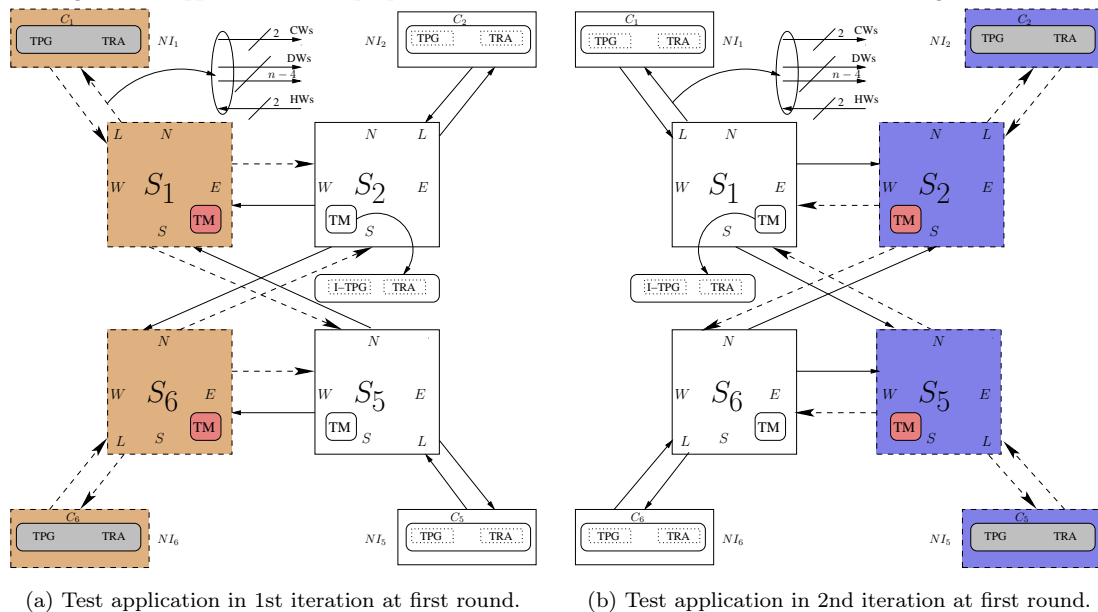 C1
TPG TRA
NI1
2 CWs
DWs
n−4
2 HWs
NI2
C2
TPG TRA
L N
W S1 E
TM
S
N L
W S2 E
TM
S
I−TPG TRA
N
W S6 E
TM
L S
N
W S5 E
TM
S L
C6
TPG TRA
NI6
NI5
C5
TPG TRA
(a) Test application in 1st iteration at first round.
C1
TPG TRA
NI1
2 CWs
DWs
n−4
2 HWs
NI2
C2
TPG TRA
L N
W S1 E
TM
S
N L
W S2 E
TM
S
I−TPG TRA
N
W S6 E
TM
L S
N
W S5 E
TM
S L
C6
TPG TRA
NI6
NI5
C5
TPG TRA
(b) Test application in 2nd iteration at first round.